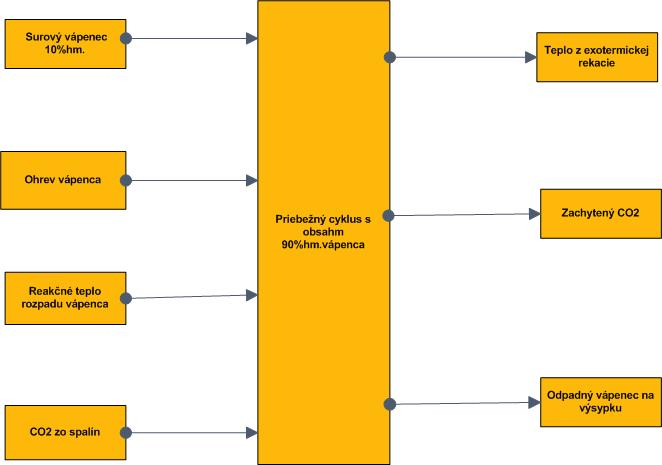 Surový vápenec
10%hm.
Ohrev vápenca
Reakčné teplo
rozpadu vápenca
CO2 zo spalín
Priebežný cyklus s
obsahm
90%hm.vápenca
Teplo z exotermickej
rekacie
Zachytený CO2
Odpadný vápenec na
výsypku